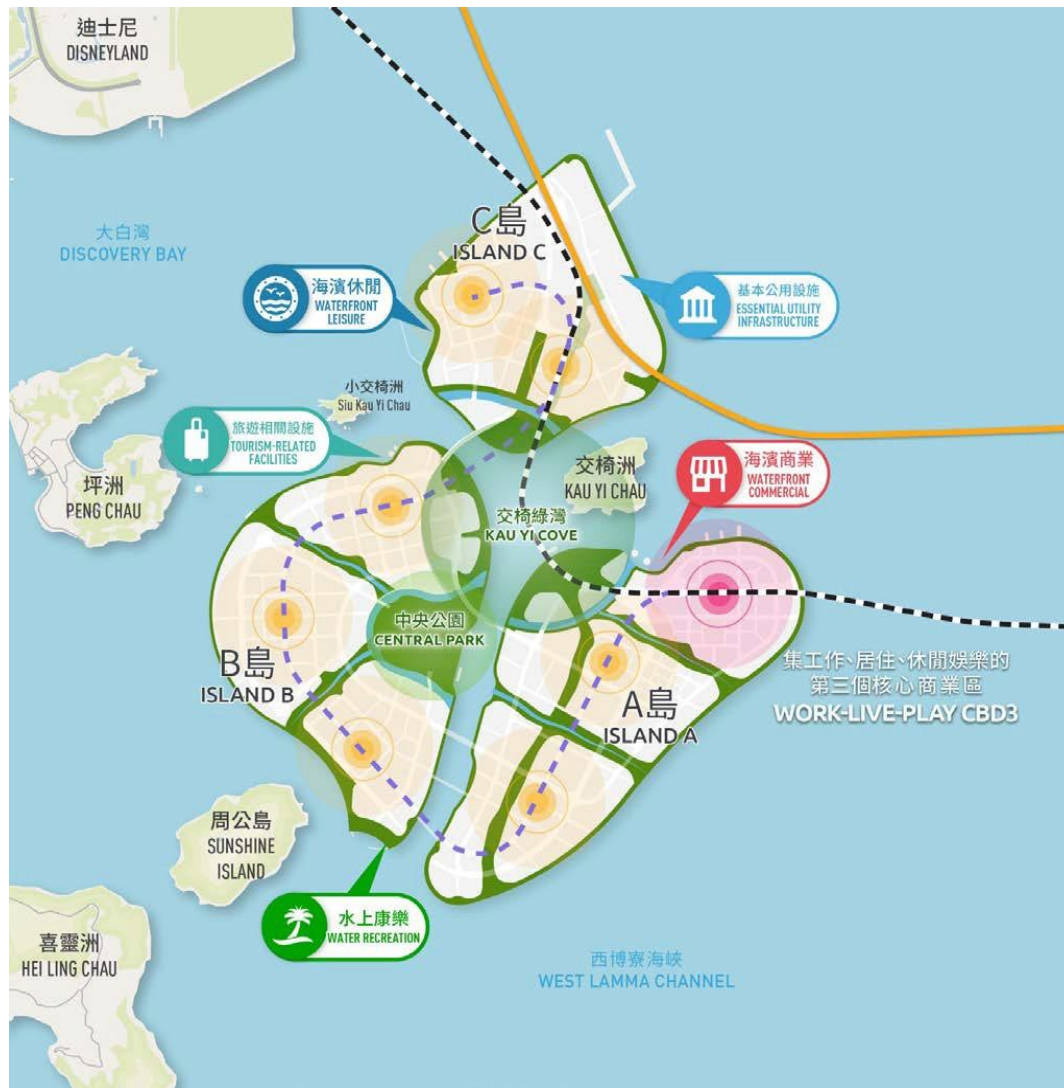 迪士尼
DISNEYLAND
大白灣
DISCOVERY BAY
C島
ISLAND C
海濱休閒
WATERFRONT
LEISURE
基本公用設施
ESSENTIAL UTILITY
INFRASTRUCTURE
小交椅洲
Siu Kau Yi Chau
旅遊相關設施
TOURISM-RELATED
FACILITIES
坪洲
PENG CHAU
交椅洲
KAU YI CHAU
海濱商業
WATERFRONT
COMMERCIAL
交椅綠灣
KAU YI COVE
中央公園
CENTRAL PARK
B島
ISLAND B
A島
ISLAND A
集工作、居住、休閒娛樂的
第三個核心商業區
WORK-LIVE-PLAY CBD3
周公島
SUNSHINE
ISLAND
水上康樂
WATER RECREATION
喜靈洲
HEI LING CHAU
西博寮海峽
WEST LAMMA CHANNEL